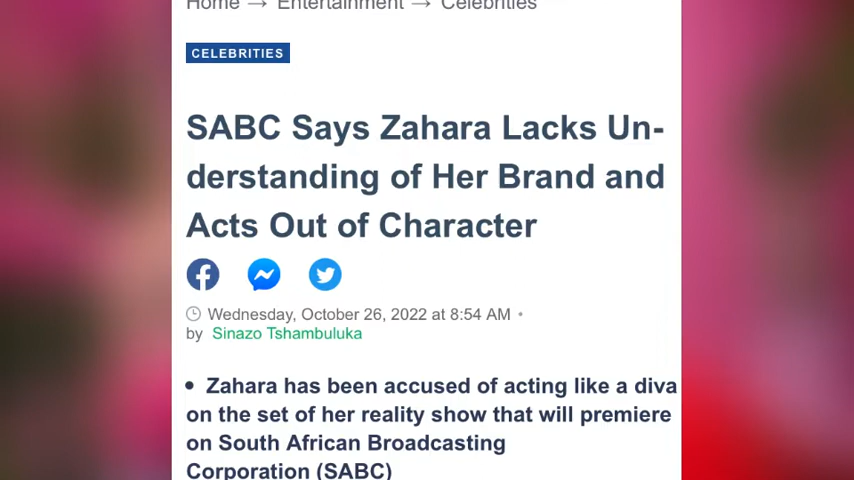 Home → Entertainment → Celebrities
CELEBRITIES
SABC Says Zahara Lacks Un-
derstanding of Her Brand and
Acts Out of Character
Wednesday, October 26, 2022 at 8:54 AM •
by Sinazo Tshambuluka
• Zahara has been accused of acting like a diva
on the set of her reality show that will premiere
on South African Broadcasting
Corporation (SABC)